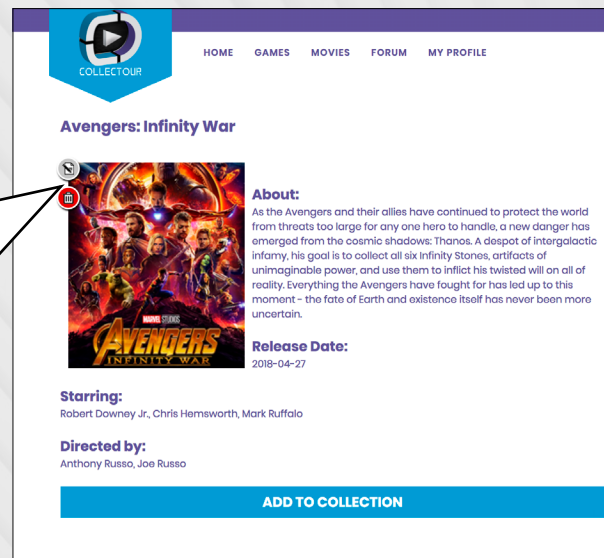 COLLECTOUR
HOME GAMES MOVIES FORUM MY PROFILE
Avengers: Infinity War
MARVEL STUDIOS
AVENGERS
INFINITY WAR
About:
As the Avengers and their allies have continued to protect the world
from threats too large for any one hero to handle, a new danger has
emerged from the cosmic shadows: Thanos. A despot of intergalactic
infamy, his goal is to collect all six Infinity Stones, artifacts of
unimaginable power, and use them to inflict his twisted will on all of
reality. Everything the Avengers have fought for has led up to this
moment - the fate of Earth and existence itself has never been more
uncertain.
Release Date:
2018-04-27
Starring:
Robert Downey Jr., Chris Hemsworth, Mark Ruffalo
Directed by:
Anthony Russo, Joe Russo
ADD TO COLLECTION